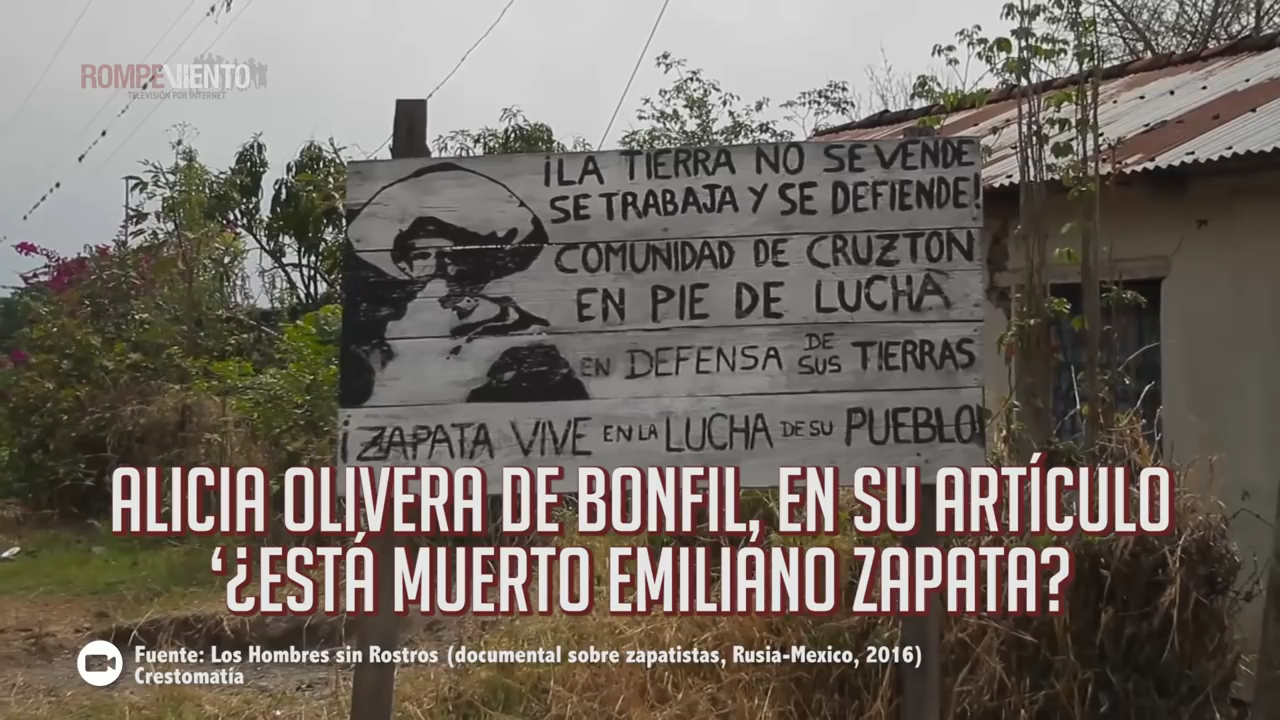 ROMPEVIENTO
TELEVISIÓN POR INTERNET
¡LA TIERRA NO SE VENDE
SE TRABAJA Y SE DEFIENDE!
COMUNIDAD DE CRUZTON
EN PIE DE LUCHA
EN DEFENSA DE SUS TIERRAS
¡ZAPATA VIVE EN LA LUCHA DE SU PUEBLO!
ALICIA OLIVERA DE BONFIL, EN SU ARTÍCULO
‘¿ESTÁ MUERTO EMILIANO ZAPATA?
Fuente: Los Hombres sin Rostros (documental sobre zapatistas, Rusia-Mexico, 2016)
Crestomatía